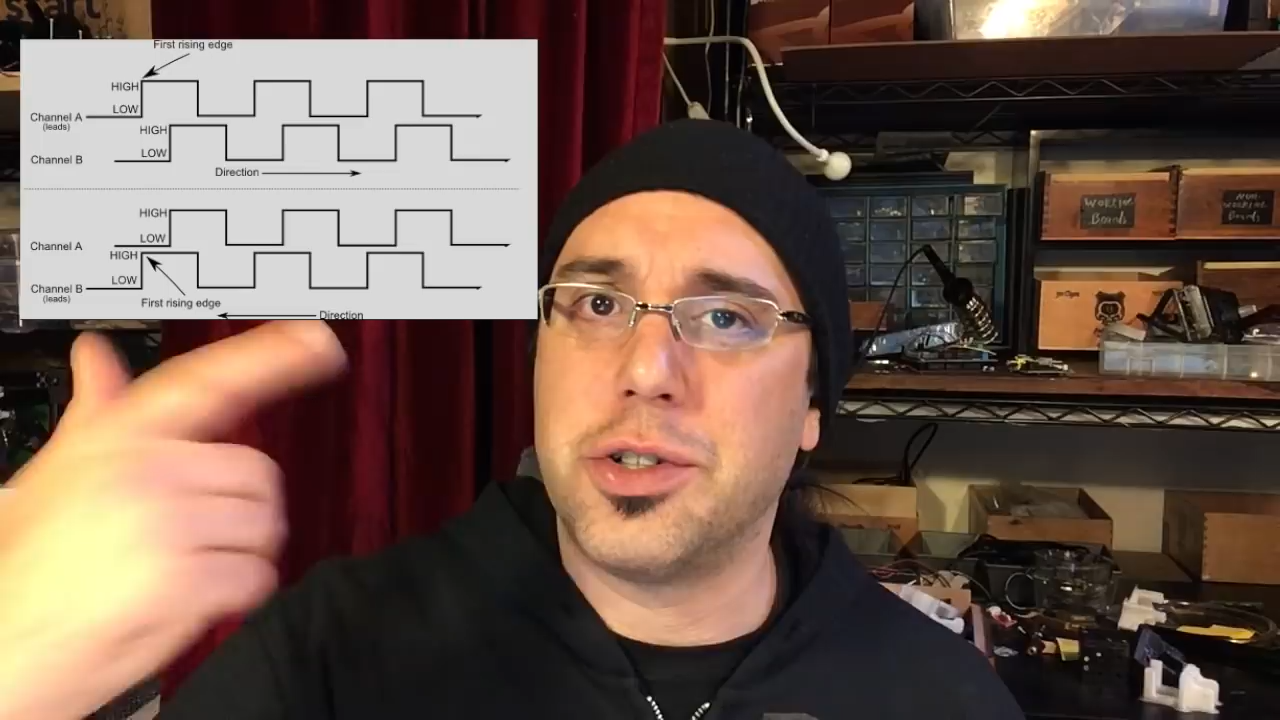 start
First rising edge
HIGH
LOW
Channel A
(leads)
HIGH
LOW
Channel B
Direction
HIGH
LOW
Channel A
HIGH
LOW
Channel B
(leads)
First rising edge
Direction
WORKING
Boards
NON-
WORKING
Boards